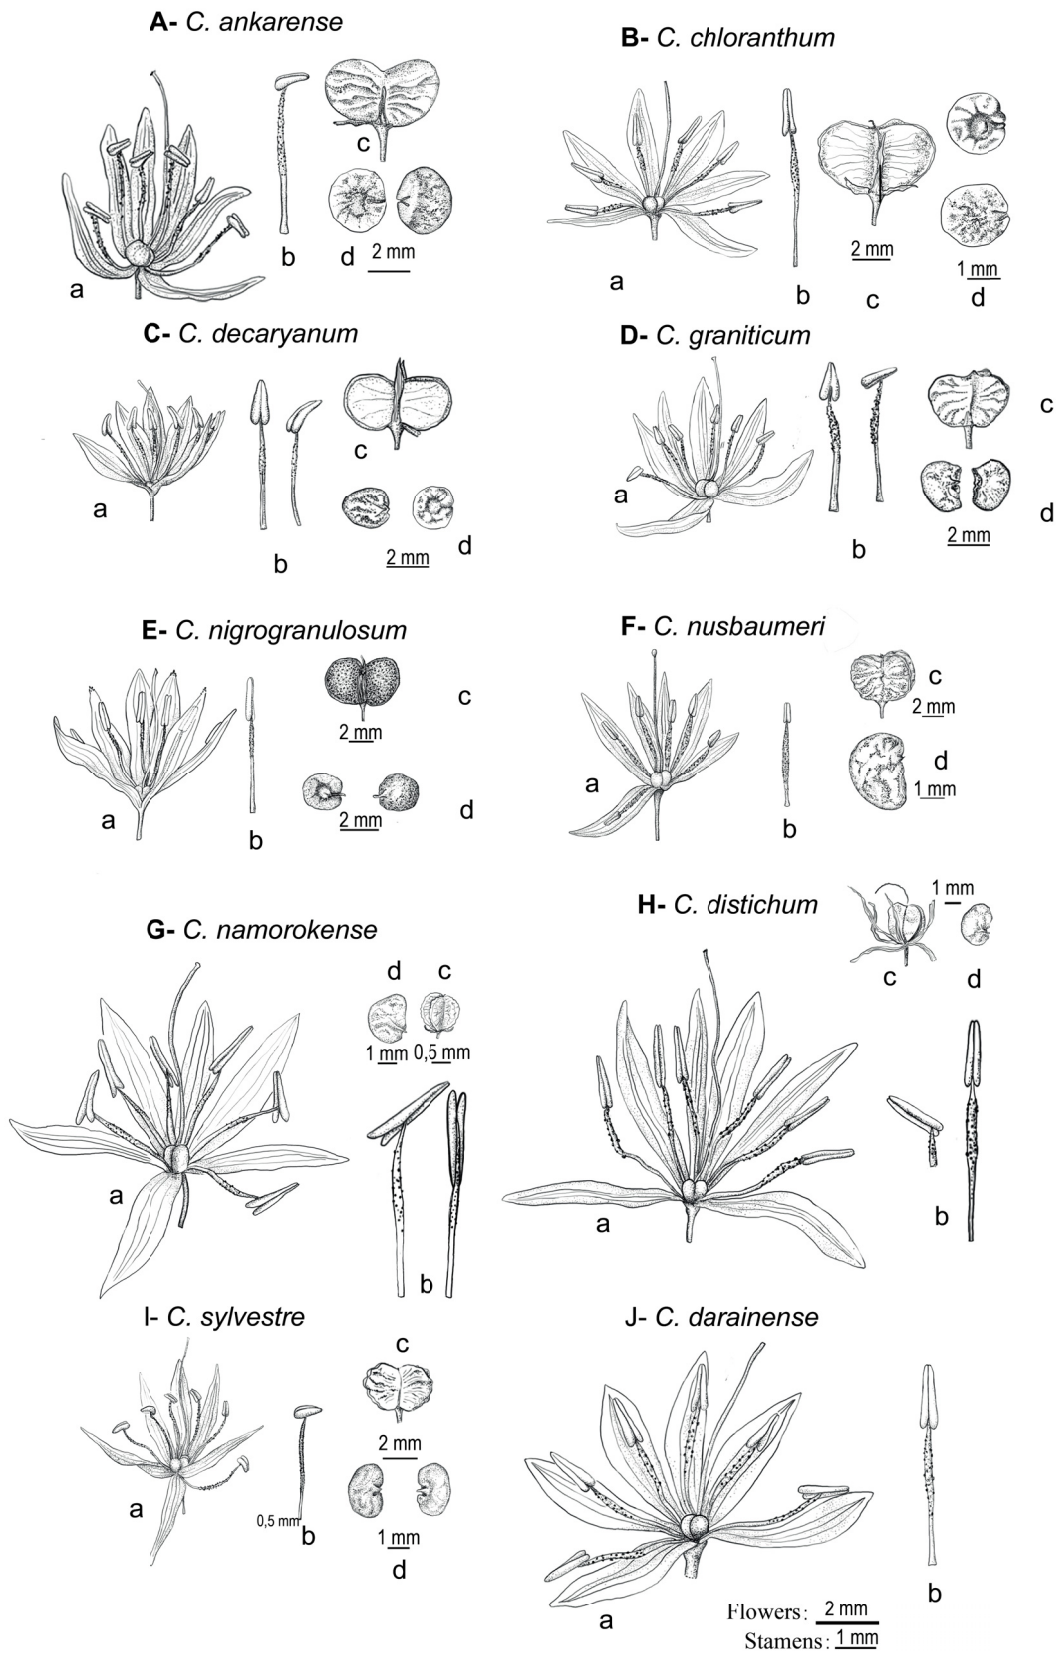 A- C. ankarense
c
b
d
2 mm
a
B- C. chloranthum
2 mm
1 mm
a
b
c
d
C- C. decaryanum
c
a
d
2 mm
b
D- C. graniticum
c
a
d
2 mm
b
E- C. nigrogranulosum
c
2 mm
a
d
2 mm
b
F- C. nusbaumeri
c
2 mm
d
a
1 mm
b
G- C. namorokense
d c
1 mm 0,5 mm
a
b
H- C. distichum
1 mm
c
d
b
a
I- C. sylvestre
c
2 mm
a
0,5 mm
b
1 mm
d
J- C. darainense
b
a
Flowers: 2 mm
Stamens: 1 mm